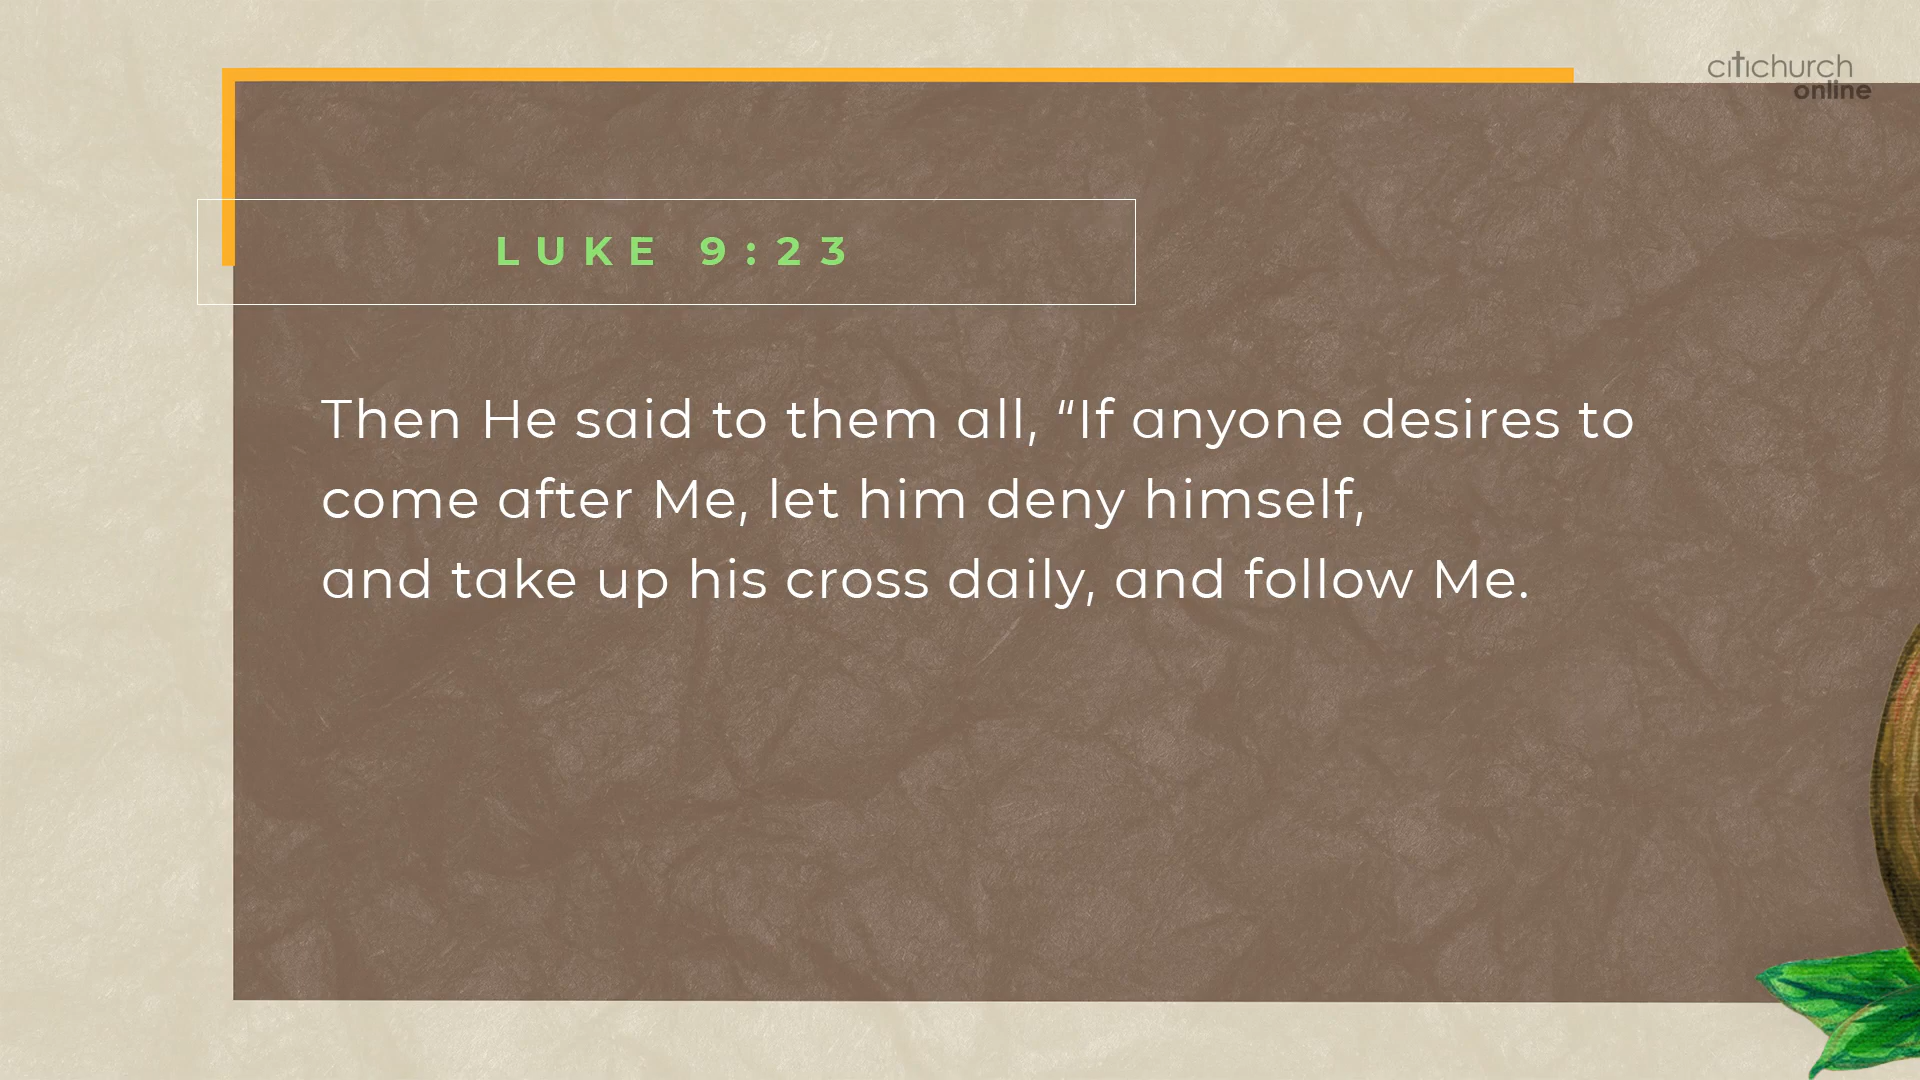 citichurch
online
LUKE 9:23
Then He said to them all, “If anyone desires to
come after Me, let him deny himself,
and take up his cross daily, and follow Me.